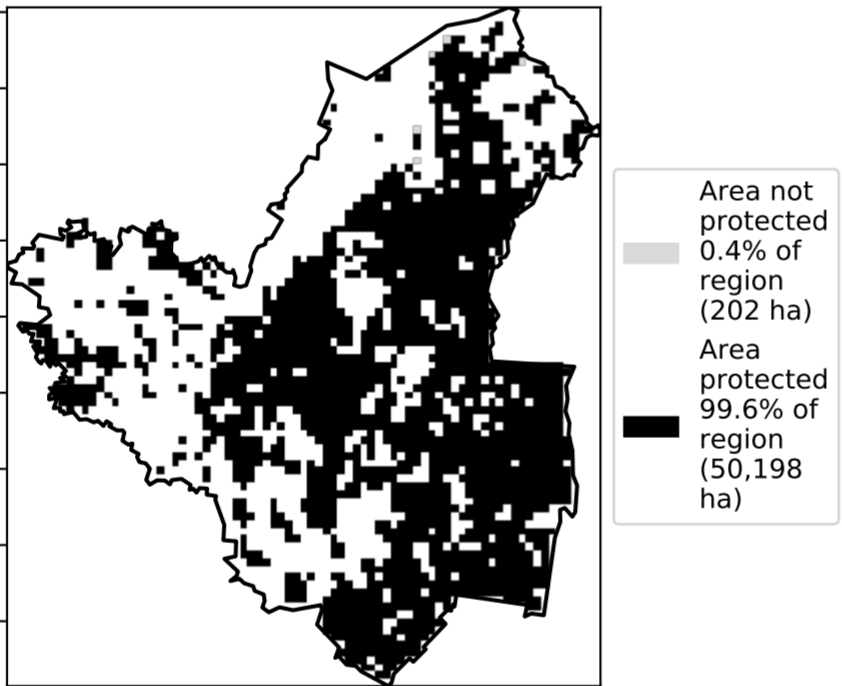 Area not
protected
0.4% of
region
(202 ha)
Area
protected
99.6% of
region
(50,198
ha)